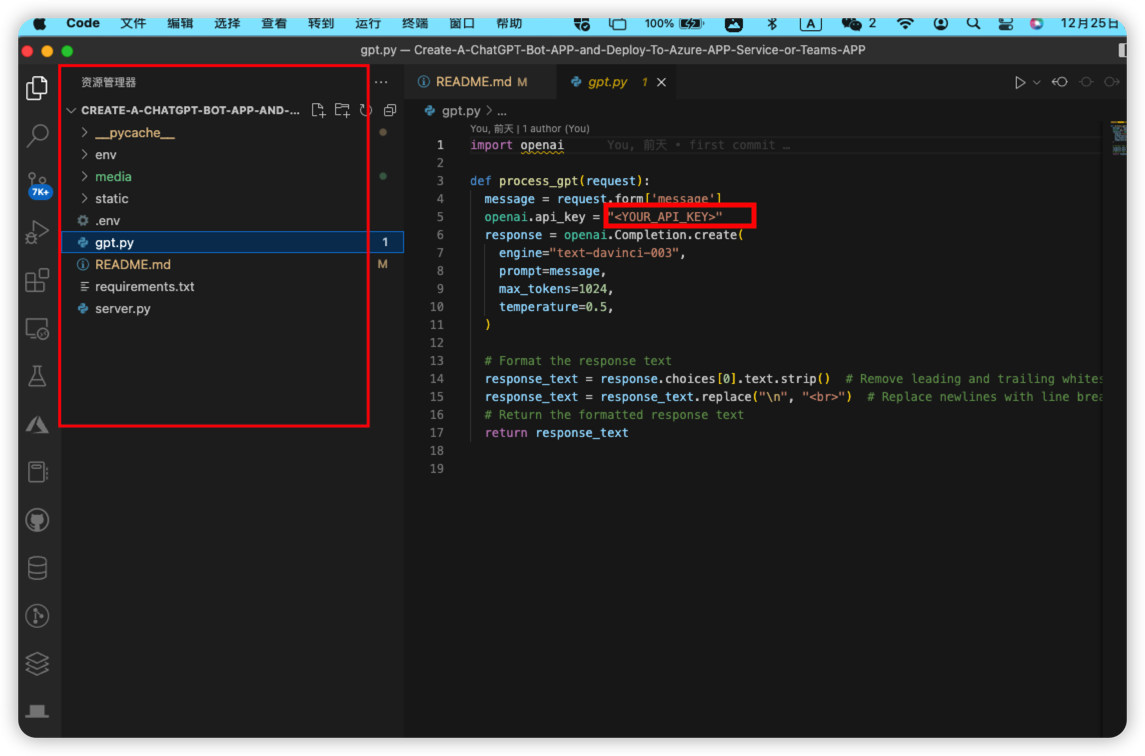 Code 文件 编辑 选择 查看 转到 运行 终端 窗口 帮助 100% A 2 12月25日
gpt.py — Create-A-ChatGPT-Bot-APP-and-Deploy-To-Azure-APP-Service-or-Teams-APP
资源管理器 ...
CREATE-A-CHATGPT-BOT-APP-AND-...
__pycache__
env
media
static
.env
gpt.py 1
README.md M
requirements.txt
server.py
7K+
README.md M
gpt.py 1
gpt.py > ...
You, 前天 | 1 author (You)
1 import openai You, 前天 • first commit …
2
3 def process_gpt(request):
4 message = request.form['message']
5 openai.api_key = "<YOUR_API_KEY>"
6 response = openai.Completion.create(
7 engine="text-davinci-003",
8 prompt=message,
9 max_tokens=1024,
10 temperature=0.5,
11 )
12
13 # Format the response text
14 response_text = response.choices[0].text.strip() # Remove leading and trailing whites
15 response_text = response_text.replace("\n", "<br>") # Replace newlines with line brea
16 # Return the formatted response text
17 return response_text
18
19